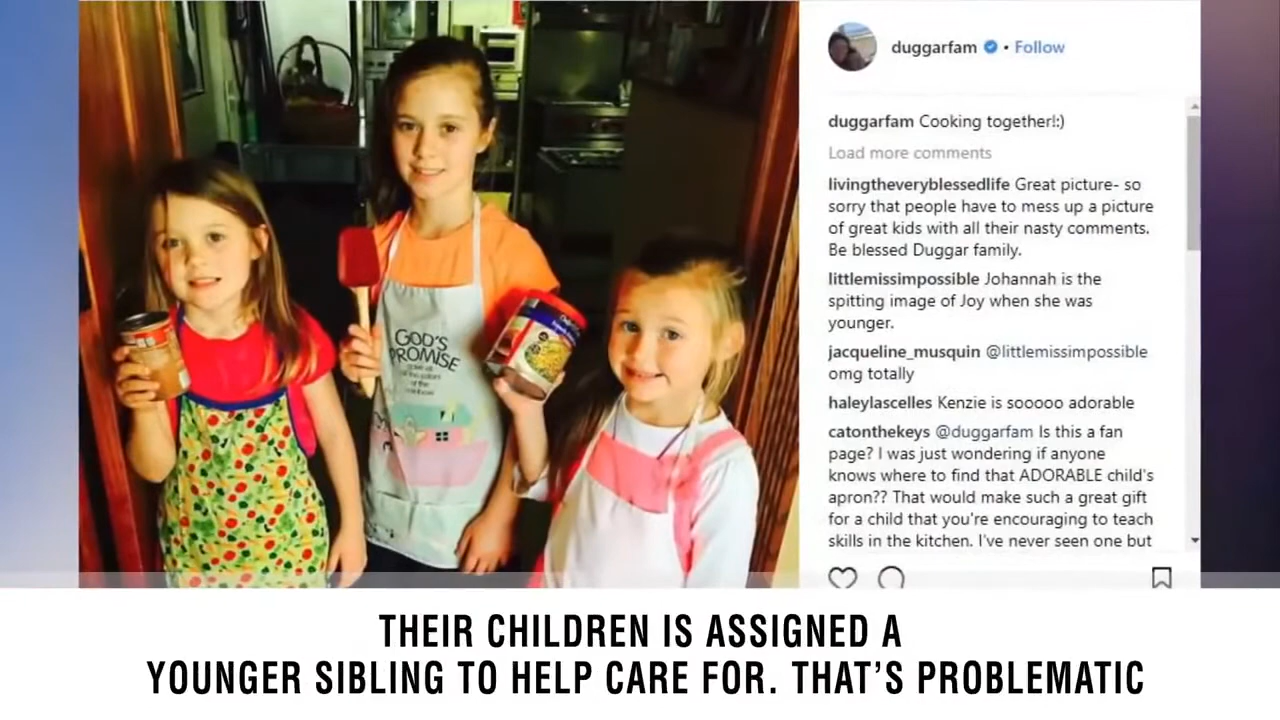 GOD'S
PROMISE
duggarfam • Follow
duggarfam Cooking together!:)
Load more comments
livingtheveryblessedlife Great picture- so
sorry that people have to mess up a picture
of great kids with all their nasty comments.
Be blessed Duggar family.
littlemissimpossible Johannah is the
spitting image of Joy when she was
younger.
jacqueline_musquin @littlemissimpossible
omg totally
haleylascelles Kenzie is sooooo adorable
catonthekeys @duggarfam Is this a fan
page? I was just wondering if anyone
knows where to find that ADORABLE child's
apron?? That would make such a great gift
for a child that you're encouraging to teach
skills in the kitchen. I've never seen one but
THEIR CHILDREN IS ASSIGNED A
YOUNGER SIBLING TO HELP CARE FOR. THAT’S PROBLEMATIC